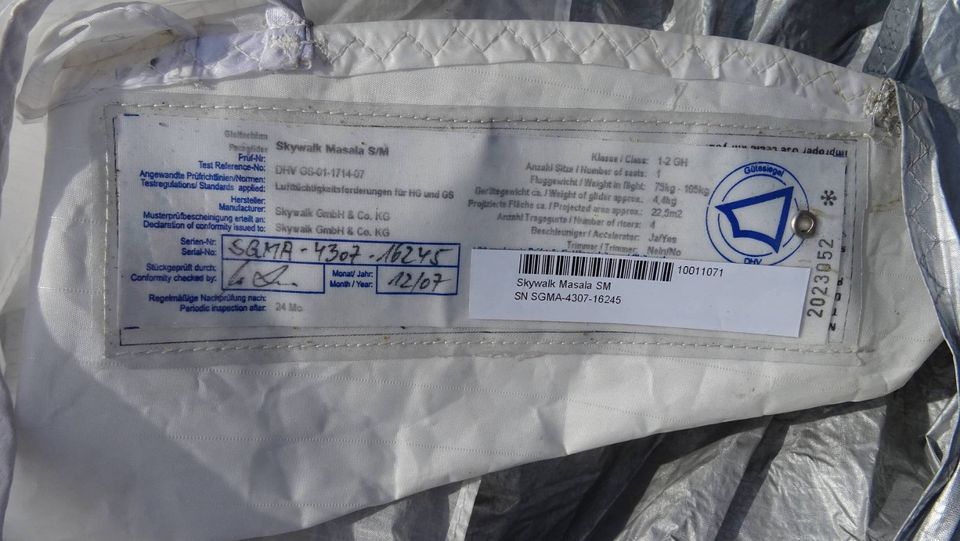 Gleitschirm
Paraglider
Skywalk Masala S/M
Prüf-Nr:
Test Reference-No:
DHV GS-01-1714-07
Angewandte Prüfrichtlinien/Normen:
Testregulations/ Standards applied:
Lufttüchtigkeitsforderungen für HG und GS
Hersteller:
Manufacturer:
Skywalk GmbH & Co. KG
Musterprüfbescheinigung erteilt an:
Declaration of conformity issued to:
Skywalk GmbH & Co. KG
Serien-Nr:
Serial-No:
SGMA-4307-16245
Stückgeprüft durch:
Conformity checked by:
Monat/ Jahr:
Month / Year:
12/07
Regelmäßige Nachprüfung nach:
Periodic inspection after:
24 Mo
Klasse / Class:
1-2 GH
Anzahl Sitze / Number of seats:
1
Fluggewicht / Weight in flight:
75kg - 105kg
Gerätegewicht ca. / Weight of glider approx.:
4,4kg
Projizierte Fläche ca. / Projected area approx.:
22,5m2
Anzahl Tragegurte / Number of risers:
4
Beschleuniger / Accelerator:
Ja/Yes
Trimmer / Trimmer:
Nein/No
Gütesiegel
DHV
2023052 *
10011071
Skywalk Masala SM
SN SGMA-4307-16245